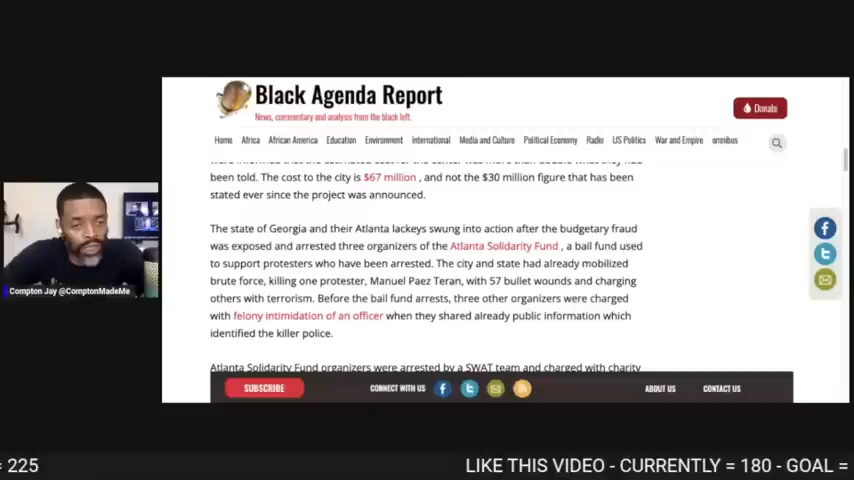 Black Agenda Report
News, commentary and analysis from the black left.
Donate
Home Africa African America Education Environment International Media and Culture Political Economy Radio US Politics War and Empire omnibus
been told. The cost to the city is $67 million , and not the $30 million figure that has been
stated ever since the project was announced.
The state of Georgia and their Atlanta lackeys swung into action after the budgetary fraud
was exposed and arrested three organizers of the Atlanta Solidarity Fund , a bail fund used
to support protesters who have been arrested. The city and state had already mobilized
brute force, killing one protester, Manuel Paez Teran, with 57 bullet wounds and charging
others with terrorism. Before the bail fund arrests, three other organizers were charged
with felony intimidation of an officer when they shared already public information which
identified the killer police.
Atlanta Solidarity Fund organizers were arrested by a SWAT team and charged with charity
SUBSCRIBE CONNECT WITH US ABOUT US CONTACT US
Compton Jay @ComptonMadeMe
= 225 LIKE THIS VIDEO - CURRENTLY = 180 - GOAL =